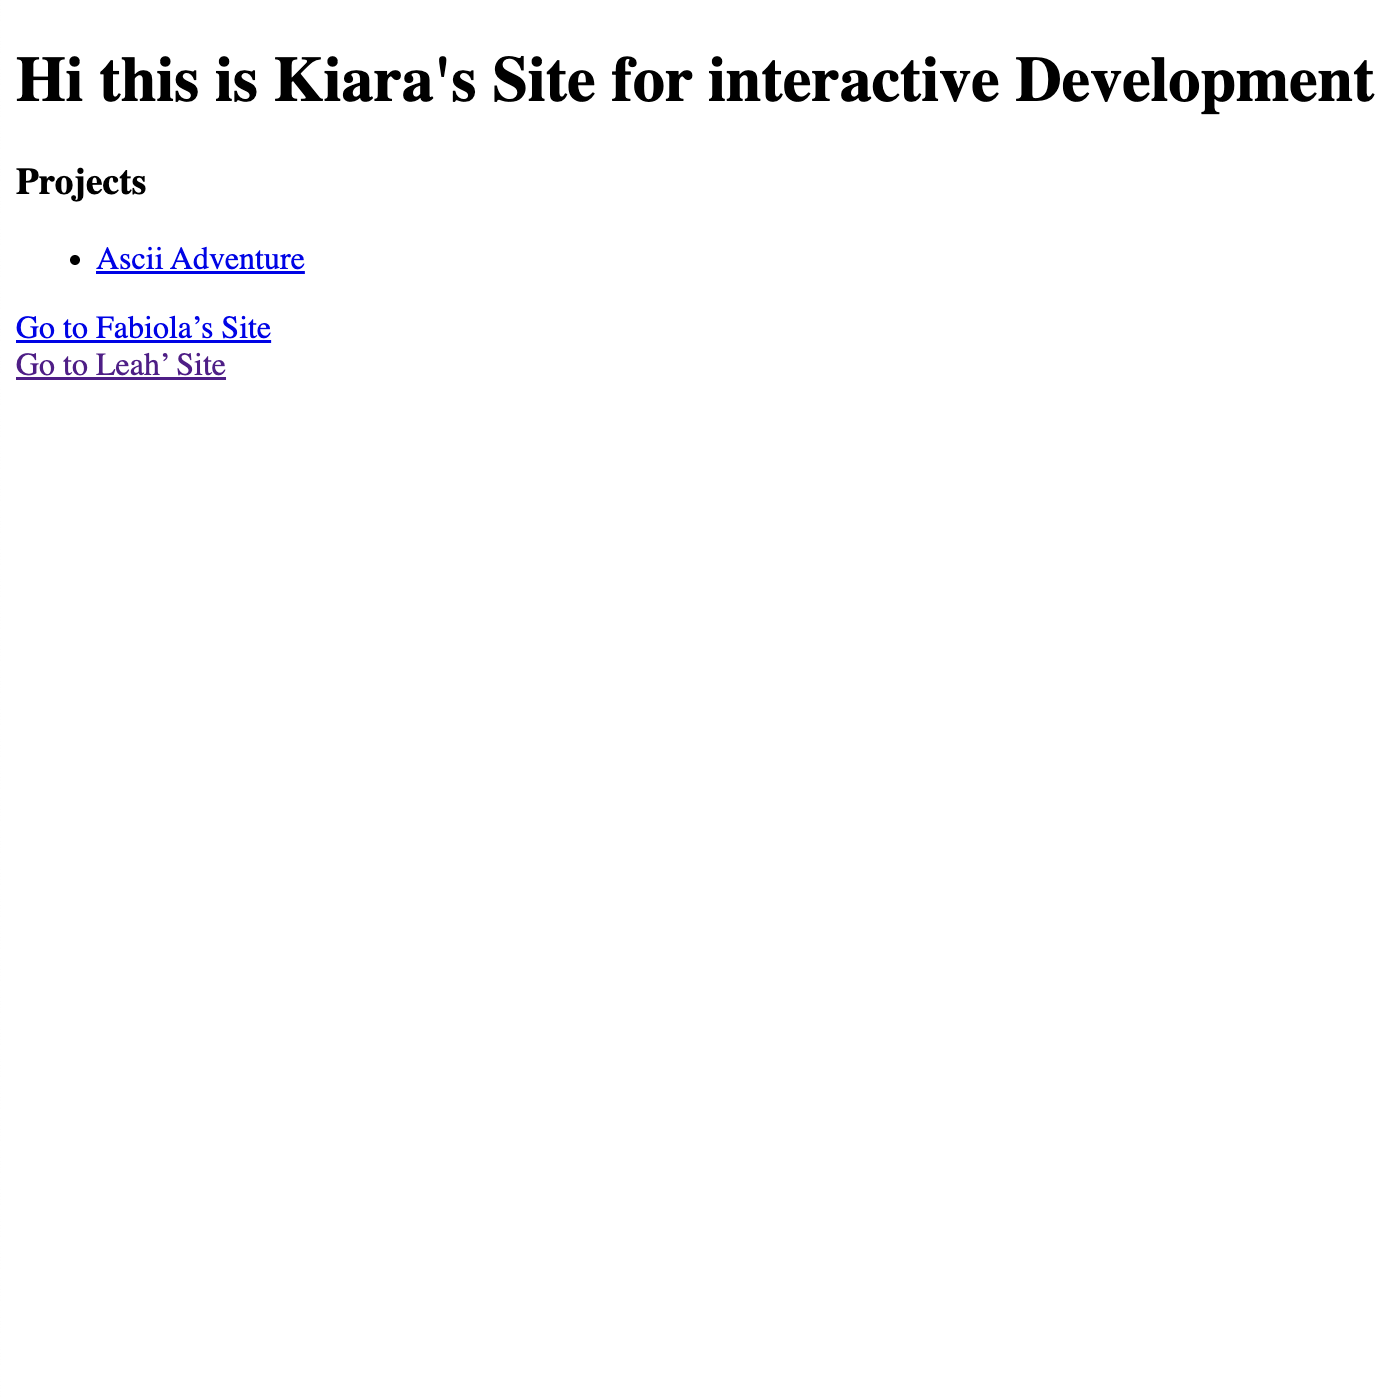 Hi this is Kiara's Site for interactive Development
Projects
Ascii Adventure
Go to Fabiola’s Site
Go to Leah’ Site